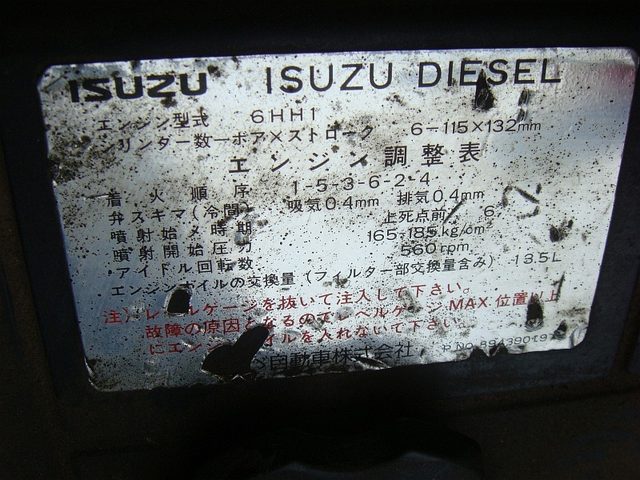 ISUZU ISUZU DIESEL
エンジン型式 6HH1
シリンダー数ーボア×ストローク 6-115×132mm
エンジン調整表
着火順序 1-5-3-6-2-4
弁スキマ(冷間) 吸気0.4mm 排気0.4mm
噴射始メ時期 上死点前 6
噴射開始圧力 165-185kg/cm
アイドル回転数 560rpm
エンジンオイルの交換量(フィルター部交換量含み) 13.5L
注)レベルゲージを抜いて注入して下さい。
故障の原因となるのでレベルゲージMAX位置以上
にエンジンオイルを入れないで下さい
自動車株式会社 P.No.